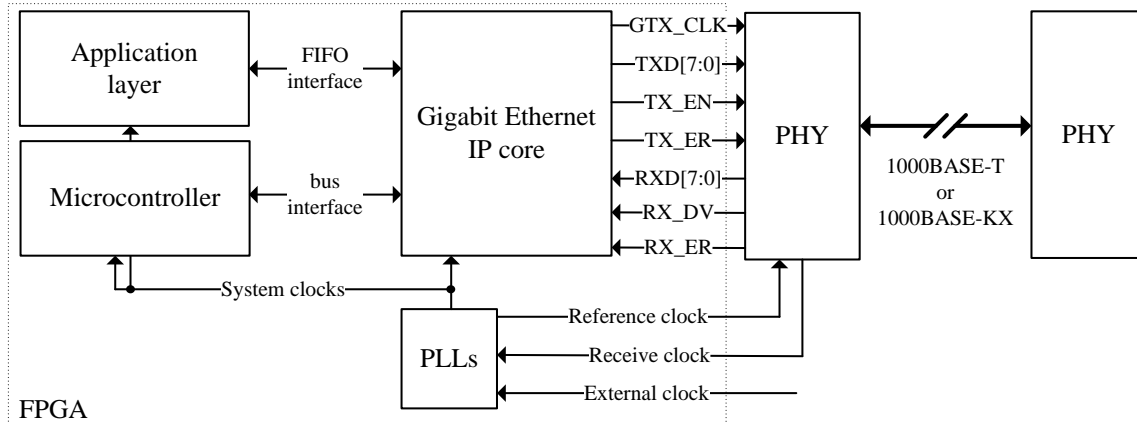 Application
layer
FIFO
interface
Gigabit Ethernet
IP core
Microcontroller
bus
interface
GTX_CLK
TXD[7:0]
TX_EN
TX_ER
RXD[7:0]
RX_DV
RX_ER
PHY
1000BASE-T
or
1000BASE-KX
PHY
System clocks
PLLs
Reference clock
Receive clock
External clock
FPGA